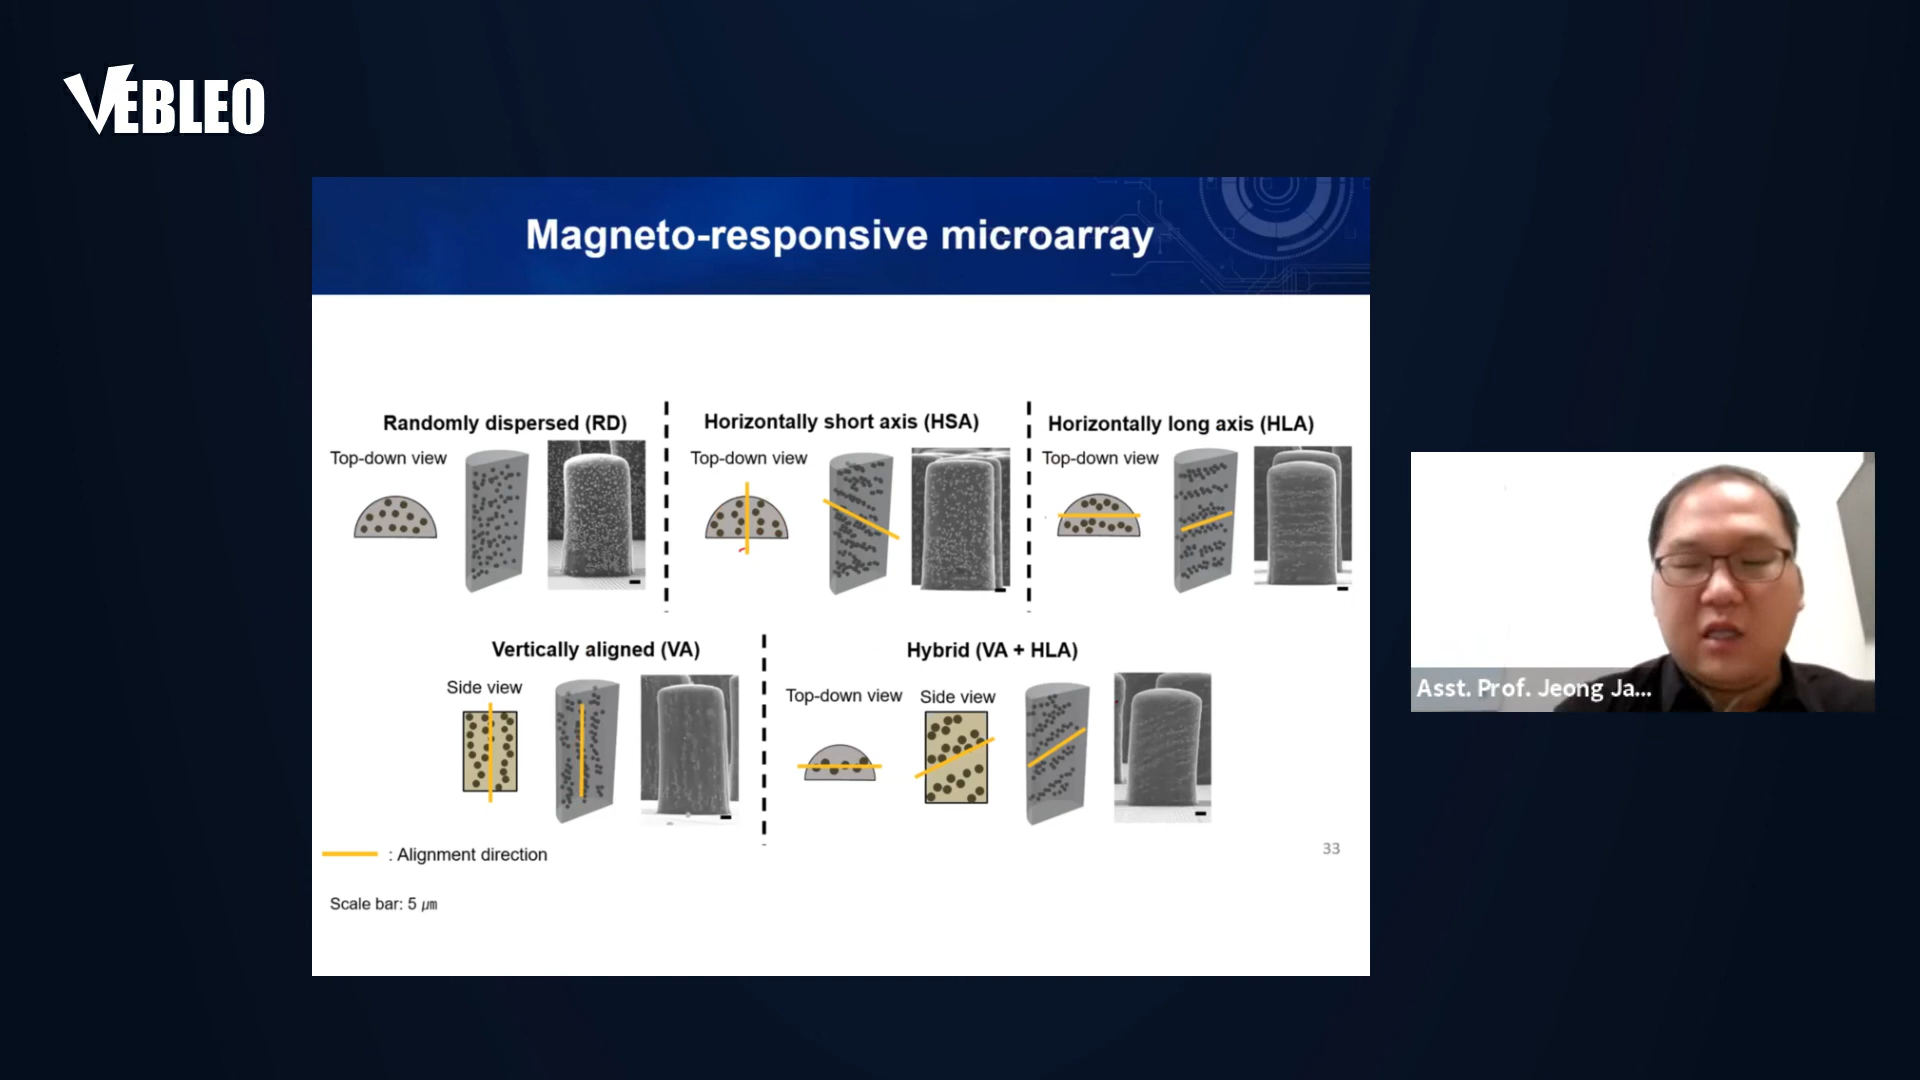 VEBLEO
Magneto-responsive microarray
Randomly dispersed (RD)
Top-down view
Horizontally short axis (HSA)
Top-down view
Horizontally long axis (HLA)
Top-down view
Vertically aligned (VA)
Side view
Hybrid (VA + HLA)
Top-down view
Side view
: Alignment direction
33
Scale bar: 5 μm
Asst. Prof. Jeong Ja...